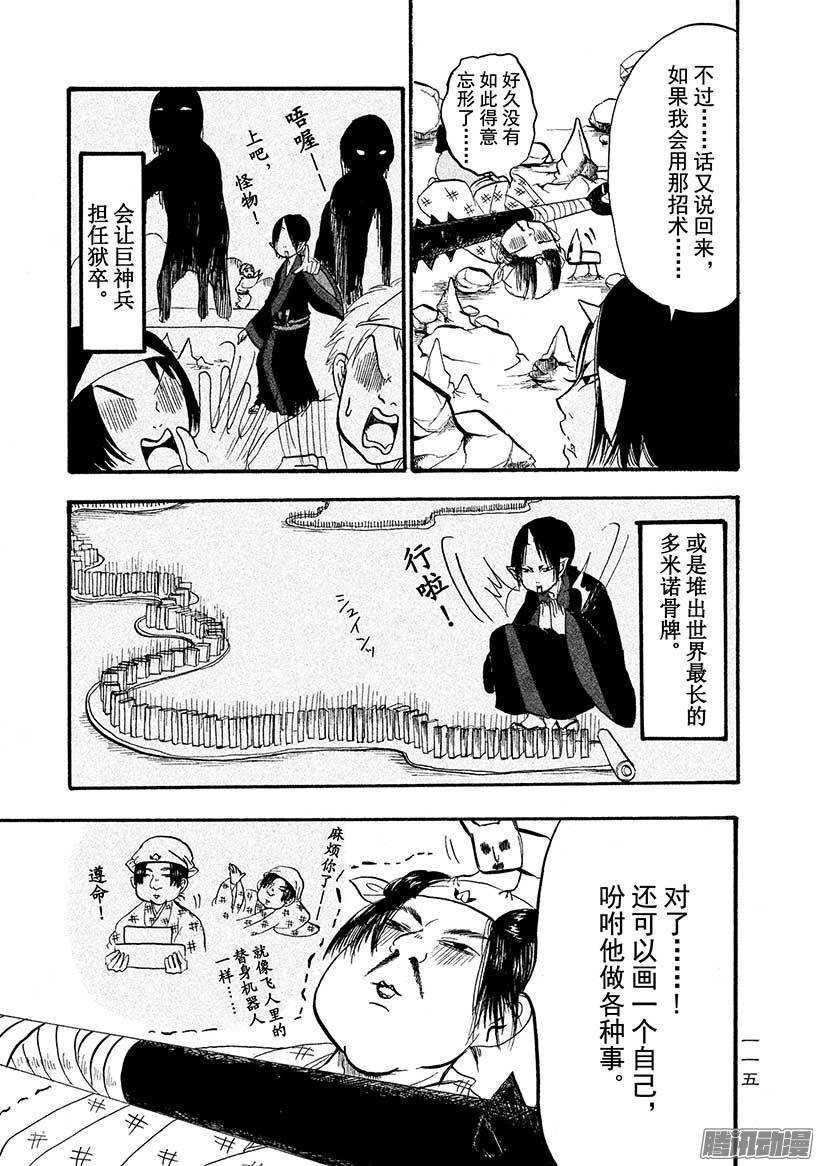 不过……话又说回来，
如果我会用那招术……
好久没有
如此得意
忘形了……
唔喔——
上吧，
怪物！
会让巨神兵
担任狱卒。
或是堆出世界最长的
多米诺骨牌。
行啦！
シュインッ
对了……！
还可以画一个自己，
吩咐他做各种事。
麻烦你了——
遵命！
就像飞人里的
替身机器人
一样……
一一五
腾讯动漫